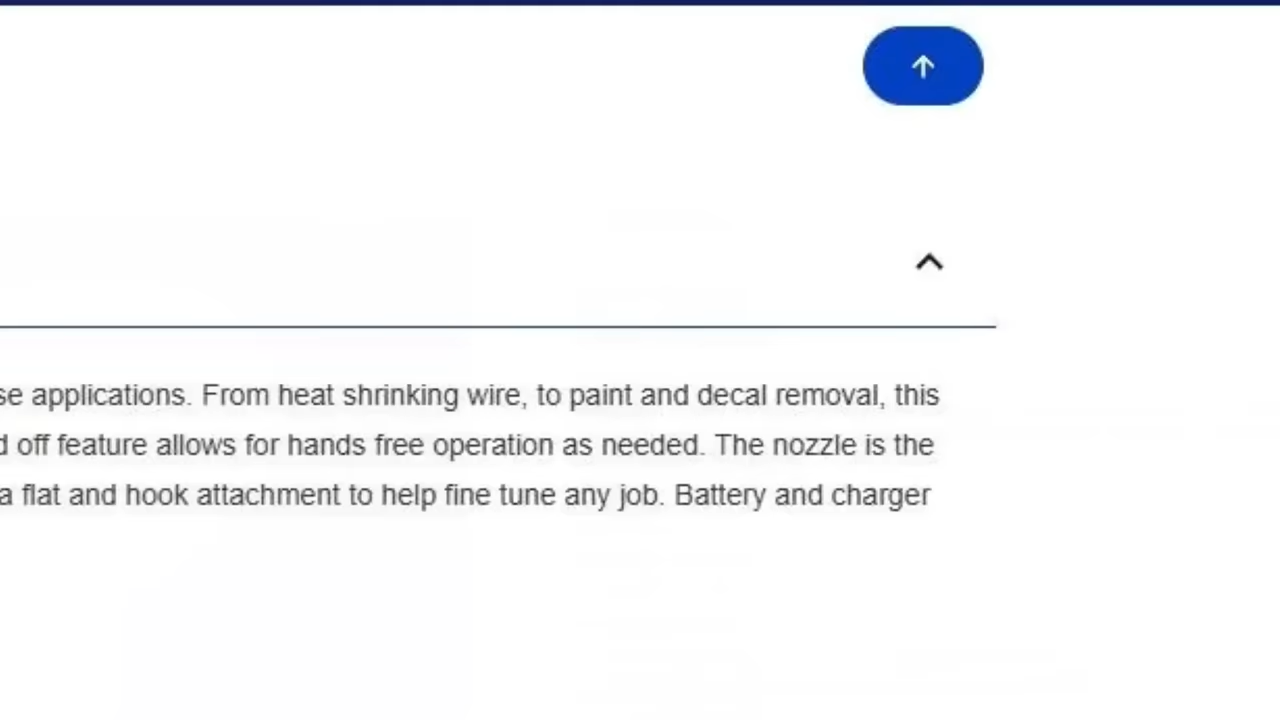 se applications. From heat shrinking wire, to paint and decal removal, this
d off feature allows for hands free operation as needed. The nozzle is the
a flat and hook attachment to help fine tune any job. Battery and charger